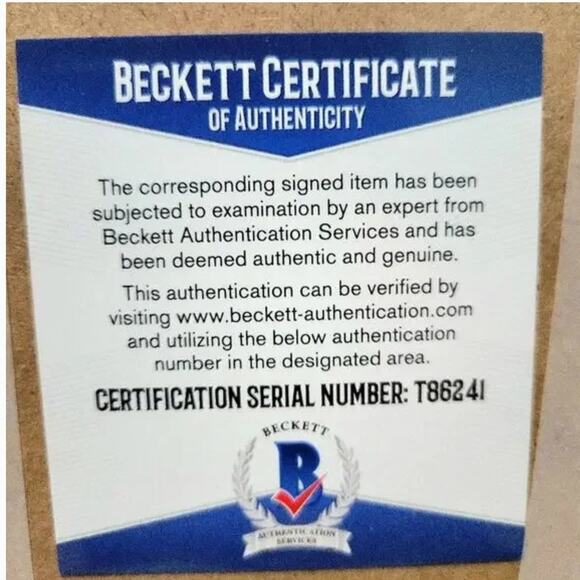 BECKETT CERTIFICATE
OF AUTHENTICITY
The corresponding signed item has been
subjected to examination by an expert from
Beckett Authentication Services and has
been deemed authentic and genuine.
This authentication can be verified by
visiting www.beckett-authentication.com
and utilizing the below authentication
number in the designated area.
CERTIFICATION SERIAL NUMBER: T86241
BECKETT
B
AUTHENTICATION
SERVICES